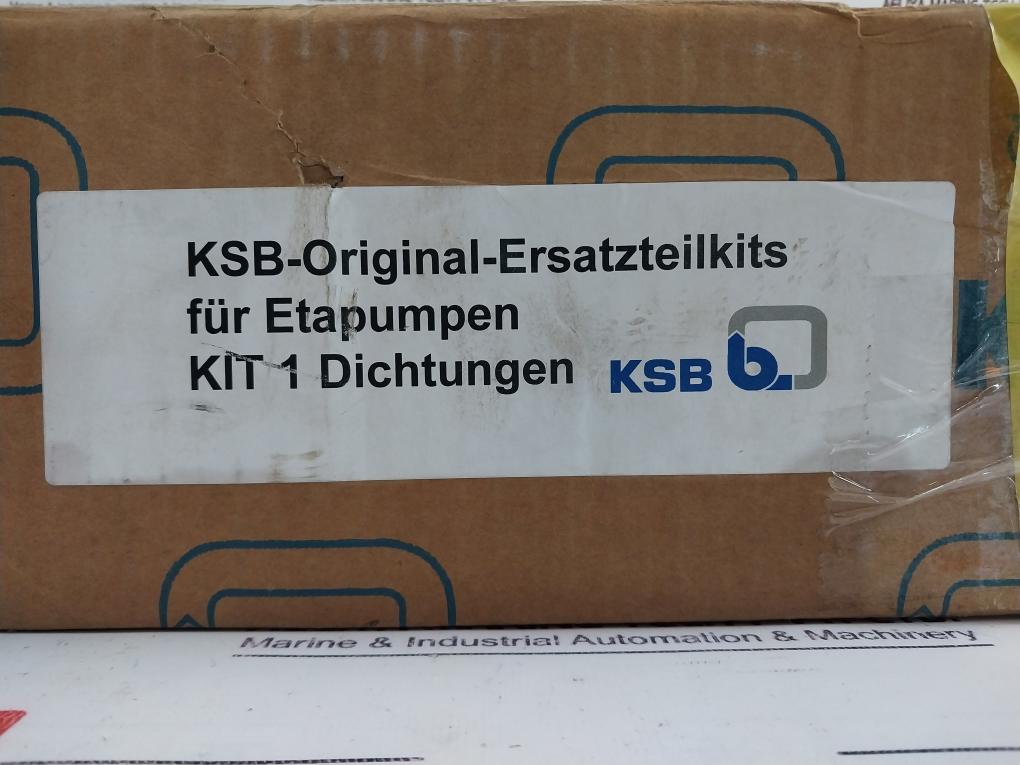 KSB-Original-Ersatzteilkits
für Etapumpen
KIT 1 Dichtungen
KSB b
Marine & Industrial Automation & Machinery